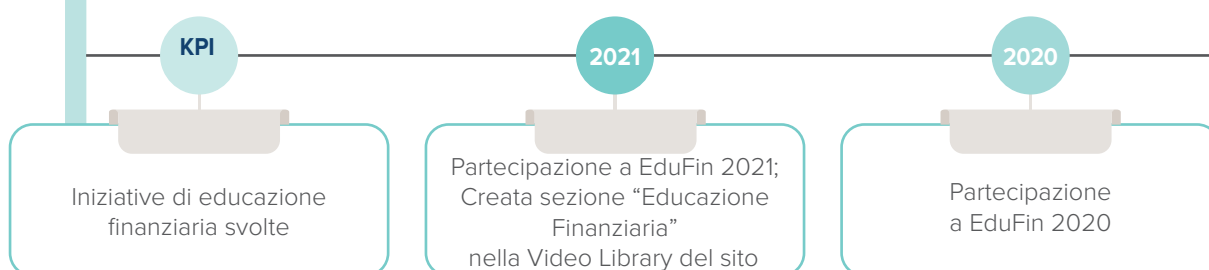 KPI
2021
2020
Iniziative di educazione
finanziaria svolte
Partecipazione a EduFin 2021;
Creata sezione “Educazione
Finanziaria”
nella Video Library del sito
Partecipazione
a EduFin 2020